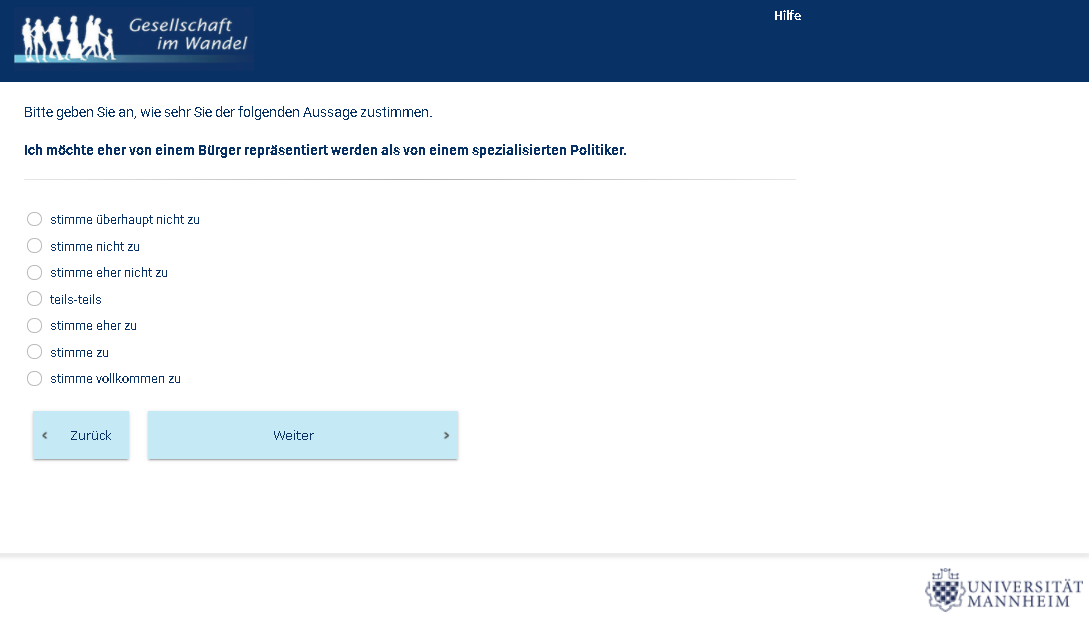 Gesellschaft
im Wandel
Hilfe
Bitte geben Sie an, wie sehr Sie der folgenden Aussage zustimmen.
Ich möchte eher von einem Bürger repräsentiert werden als von einem spezialisierten Politiker.
stimme überhaupt nicht zu
stimme nicht zu
stimme eher nicht zu
teils-teils
stimme eher zu
stimme zu
stimme vollkommen zu
Zurück
Weiter
UNIVERSITÄT
MANNHEIM